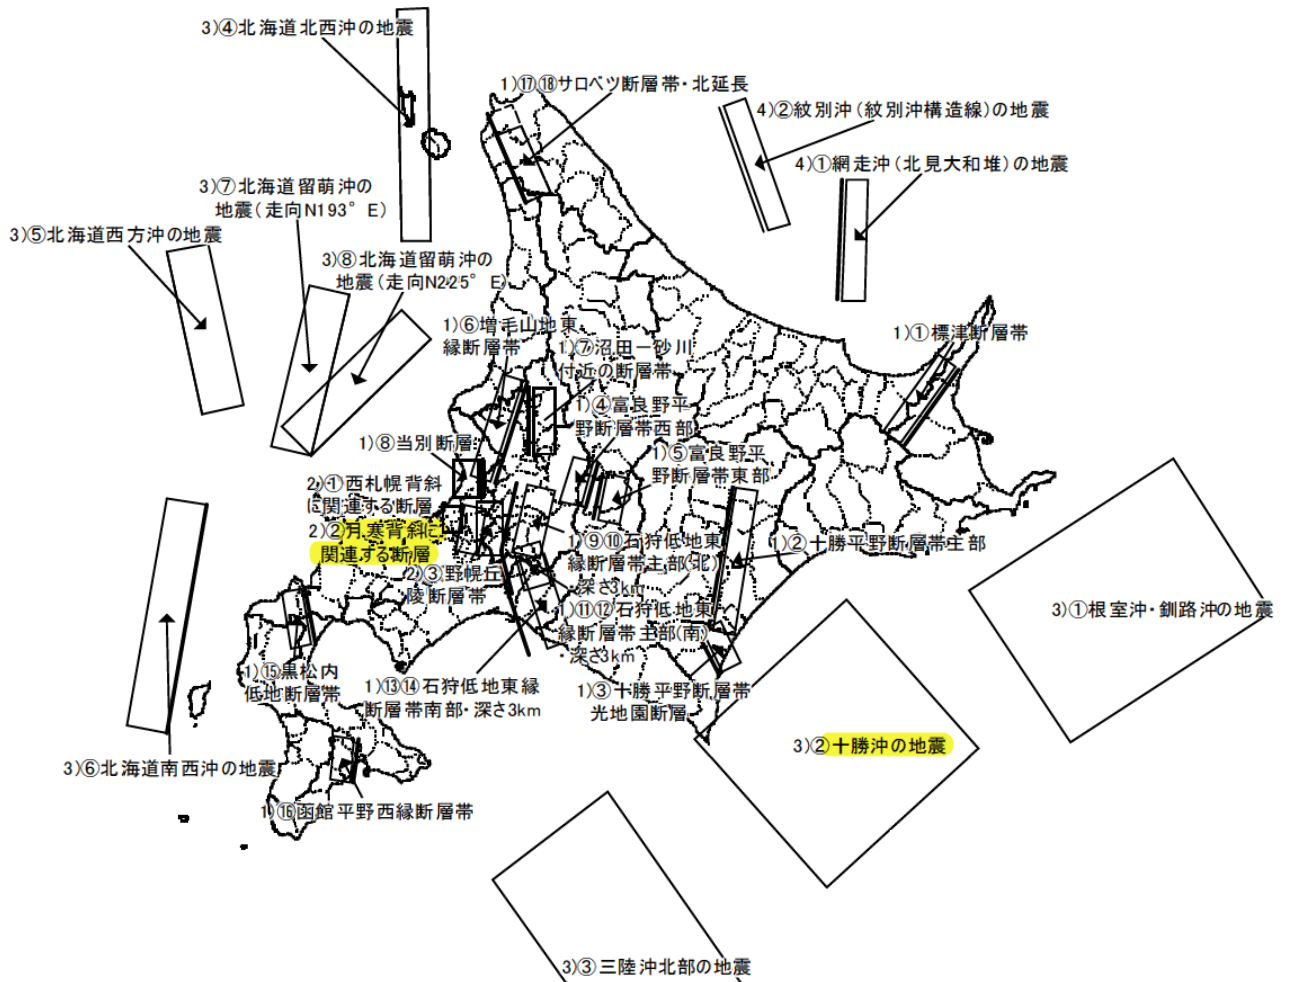 3)④北海道北西沖の地震
1)⑰⑱サロベツ断層帯・北延長
4)②紋別沖(紋別沖構造線)の地震
4)①網走沖(北見大和堆)の地震
3)⑦北海道留萌沖の
地震(走向N193°E)
3)⑤北海道西方沖の地震
3)⑧北海道留萌沖の
地震(走向N225°E)
1)⑥増毛山地東
縁断層帯
1)①標津断層帯
1)⑦沼田－砂川
付近の断層帯
1)④富良野平
野断層帯西部
1)⑧当別断層
1)⑤富良野平
野断層帯東部
2)①西札幌背斜
に関連する断層
2)②月寒背斜に
関連する断層
1)⑨⑩石狩低地東
縁断層帯主部(北)
・深さ3km
1)②十勝平野断層帯主部
2)③野幌丘
陵断層帯
1)⑪⑫石狩低地東
縁断層帯主部(南)
・深さ3km
3)①根室沖・釧路沖の地震
1)⑮黒松内
低地断層帯
1)⑬⑭石狩低地東縁
断層帯南部・深さ3km
1)③十勝平野断層帯
光地園断層
3)②十勝沖の地震
3)⑥北海道南西沖の地震
1)⑯函館平野西縁断層帯
3)③三陸沖北部の地震